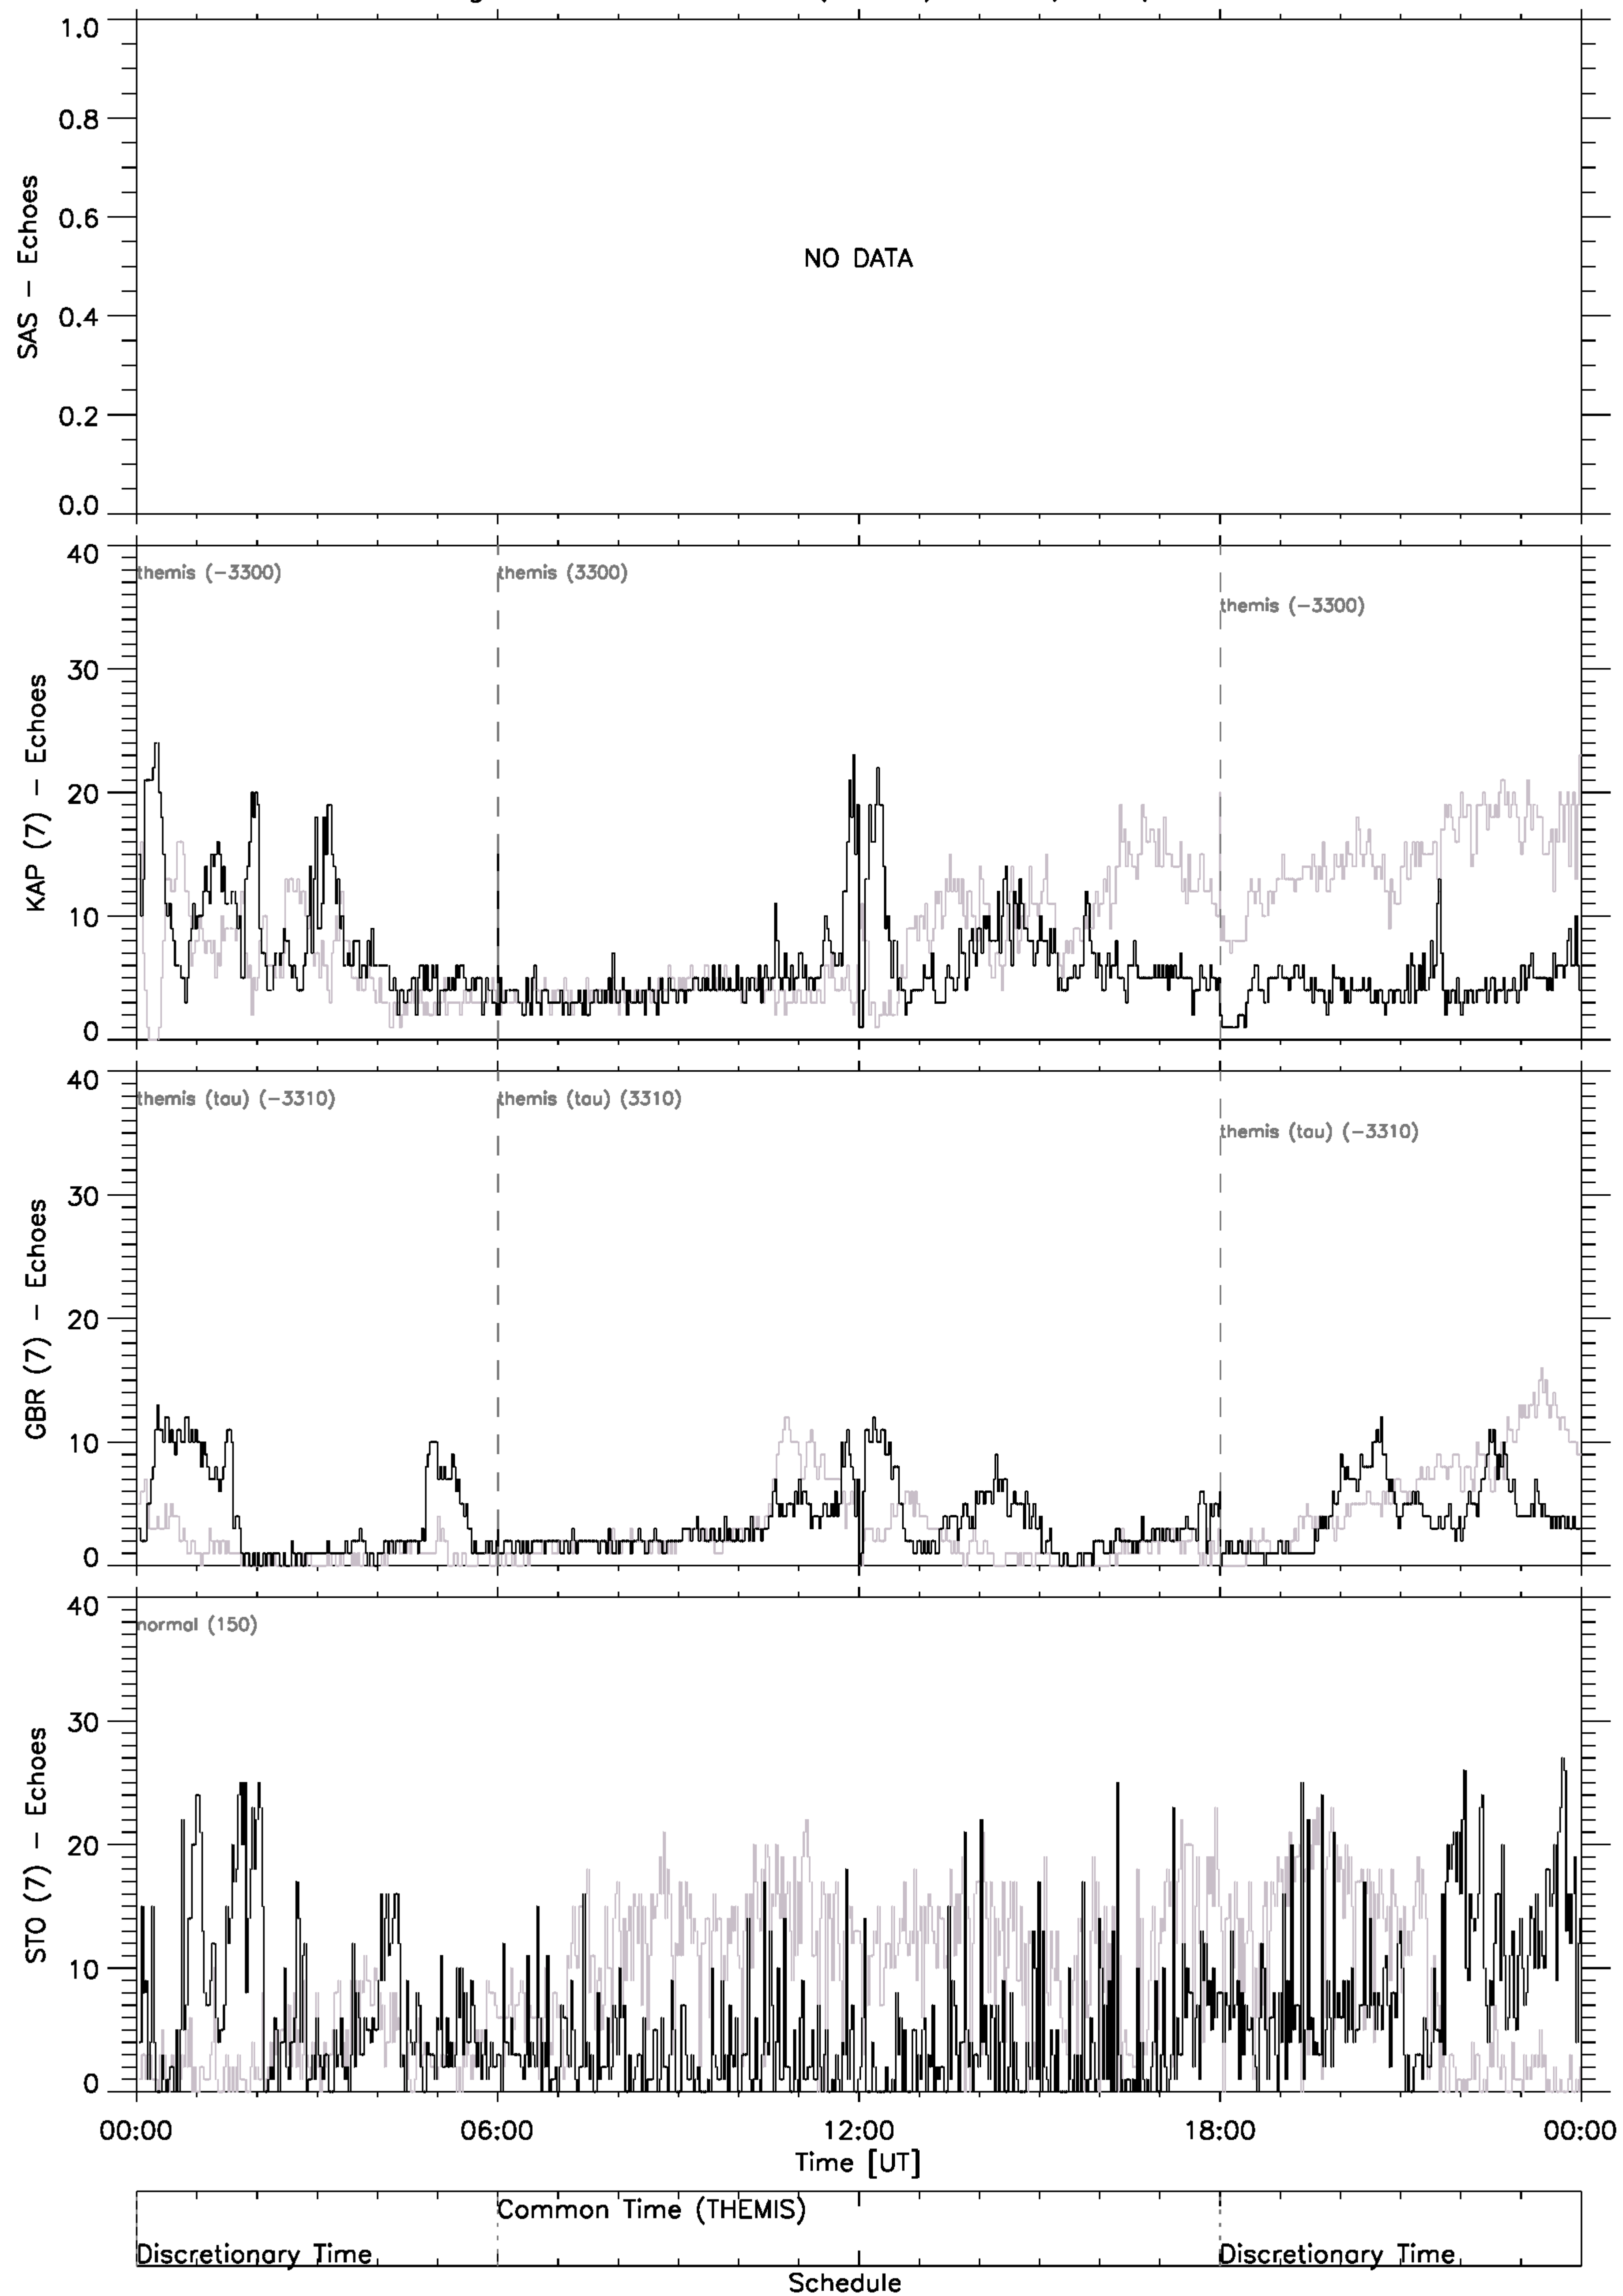 1.0
0.8
0.6
0.4
0.2
0.0
SAS - Echoes
NO DATA
40
30
20
10
0
KAP (7) - Echoes
themis (-3300)
themis (3300)
themis (-3300)
40
30
20
10
0
GBR (7) - Echoes
themis (tau) (-3310)
themis (tau) (3310)
themis (tau) (-3310)
40
30
20
10
0
STO (7) - Echoes
normal (150)
00:00 06:00 12:00 18:00 00:00
Time [UT]
Common Time (THEMIS)
Discretionary Time Discretionary Time
Schedule